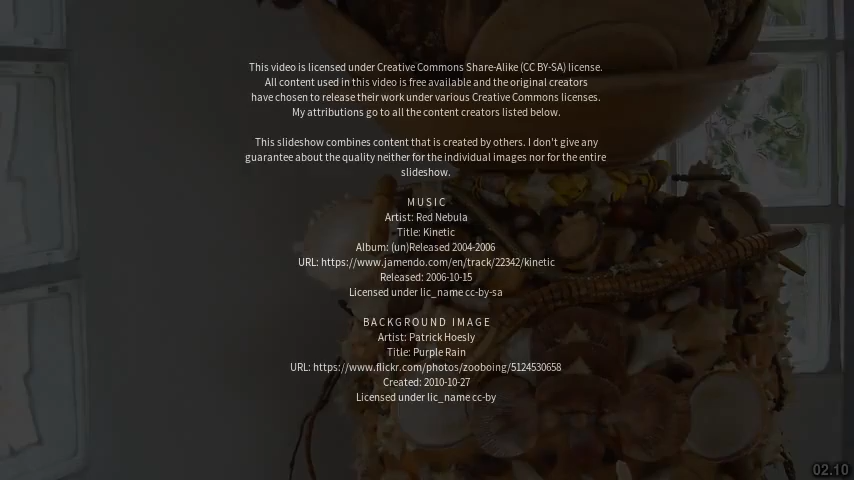 This video is licensed under Creative Commons Share-Alike (CC BY-SA) license.
All content used in this video is free available and the original creators
have chosen to release their work under various Creative Commons licenses.
My attributions go to all the content creators listed below.
This slideshow combines content that is created by others. I don't give any
guarantee about the quality neither for the individual images nor for the entire
slideshow.
MUSIC
Artist: Red Nebula
Title: Kinetic
Album: (un)Released 2004-2006
URL: https://www.jamendo.com/en/track/22342/kinetic
Released: 2006-10-15
Licensed under lic_name cc-by-sa
BACKGROUND IMAGE
Artist: Patrick Hoesly
Title: Purple Rain
URL: https://www.flickr.com/photos/zooboing/5124530658
Created: 2010-10-27
Licensed under lic_name cc-by
02.10